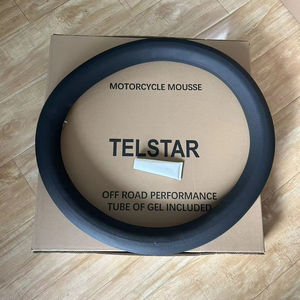 MOTORCYCLE MOUSSE
TELSTAR
OFF ROAD PERFORMANCE
TUBE OF GEL INCLUDED